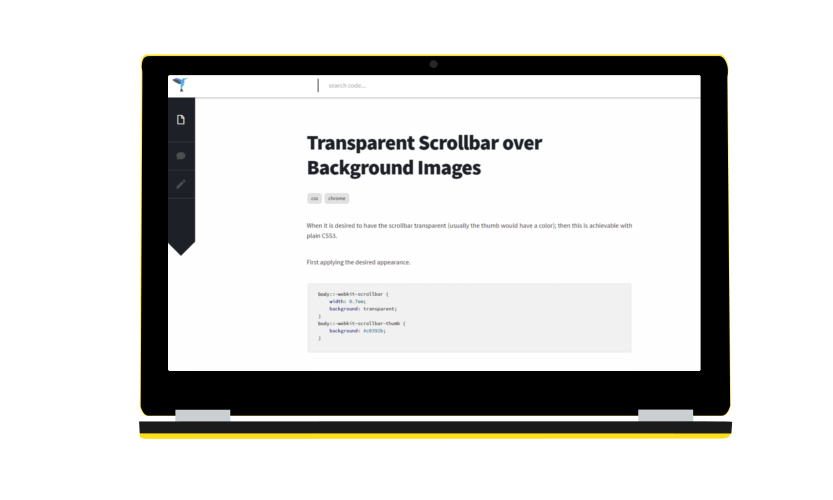 search code...
Transparent Scrollbar over
Background Images
css chrome
When it is desired to have the scrollbar transparent (usually the thumb would have a color); then this is achievable with
plain CSS3.
First applying the desired appearance.
body::-webkit-scrollbar {
width: 0.7em;
background: transparent;
}
body::-webkit-scrollbar-thumb {
background: #c0392b;
}